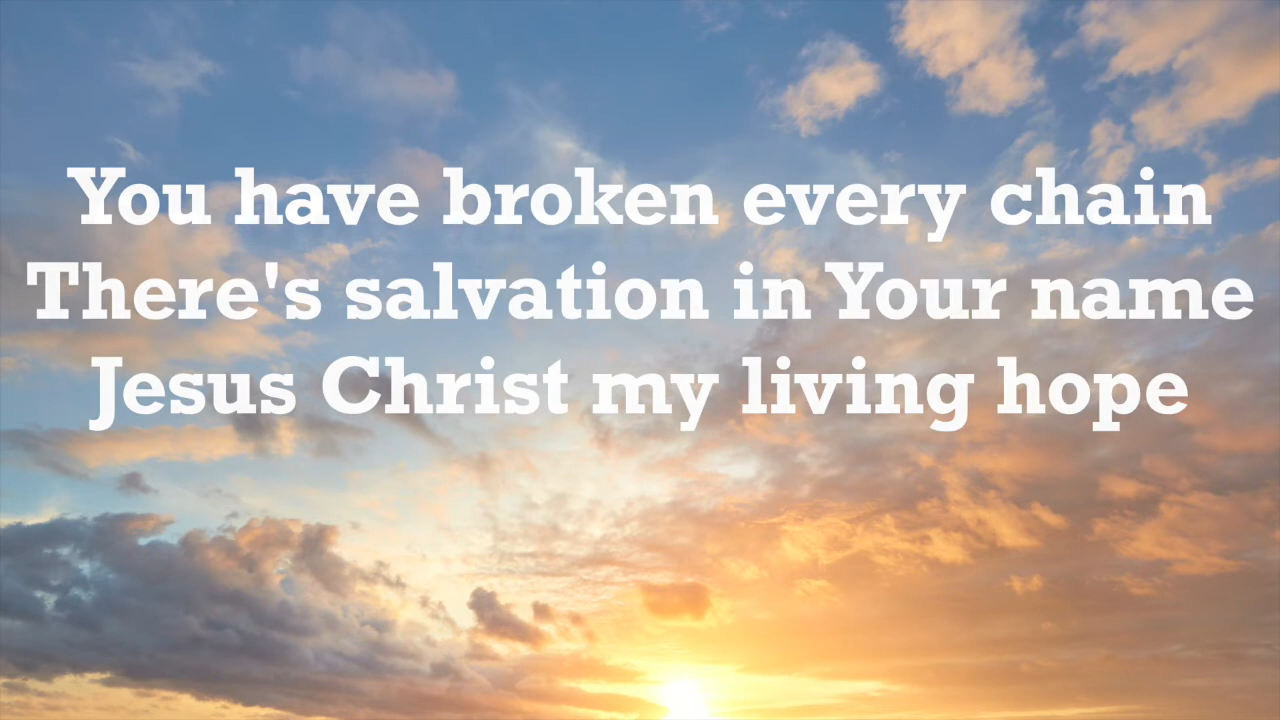 You have broken every chain
There's salvation in Your name
Jesus Christ my living hope